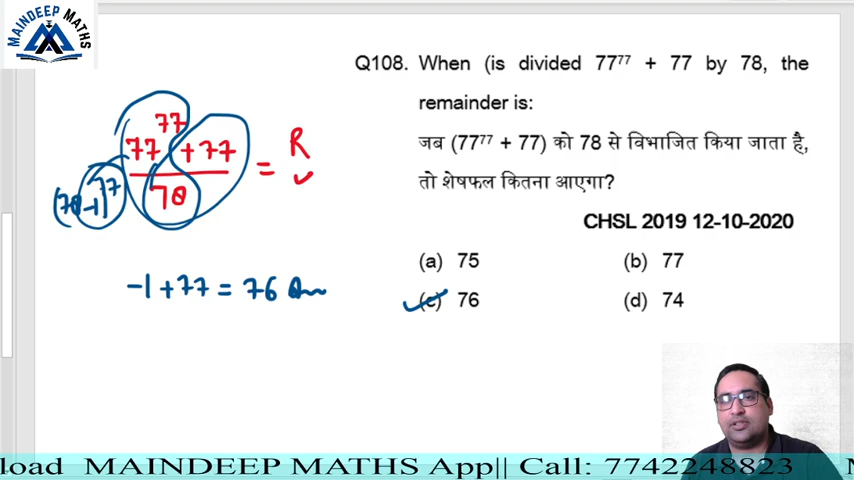 MAINDEEP MATHS
Q108. When (is divided 77⁷⁷ + 77 by 78, the
remainder is:
जब (77⁷⁷ + 77) को 78 से विभाजित किया जाता है,
तो शेषफल कितना आएगा?
CHSL 2019 12-10-2020
(a) 75
(b) 77
(c) 76
(d) 74
77⁷⁷ + 77
78
= R
(78-1)⁷⁷
-1+77 = 76 Ans
load MAINDEEP MATHS App|| Call: 7742248823 M